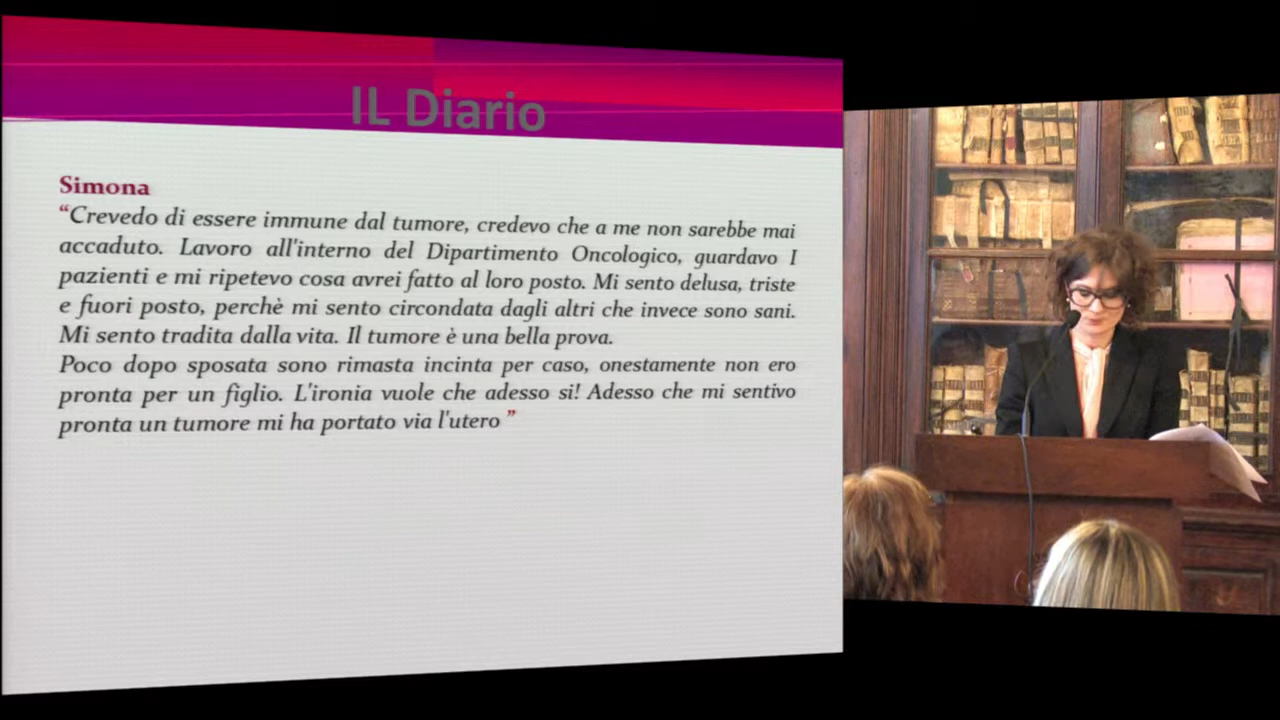 IL Diario
Simona
“Crevedo di essere immune dal tumore, credevo che a me non sarebbe mai
accaduto. Lavoro all'interno del Dipartimento Oncologico, guardavo I
pazienti e mi ripetevo cosa avrei fatto al loro posto. Mi sento delusa, triste
e fuori posto, perchè mi sento circondata dagli altri che invece sono sani.
Mi sento tradita dalla vita. Il tumore è una bella prova.
Poco dopo sposata sono rimasta incinta per caso, onestamente non ero
pronta per un figlio. L'ironia vuole che adesso si! Adesso che mi sentivo
pronta un tumore mi ha portato via l'utero ”